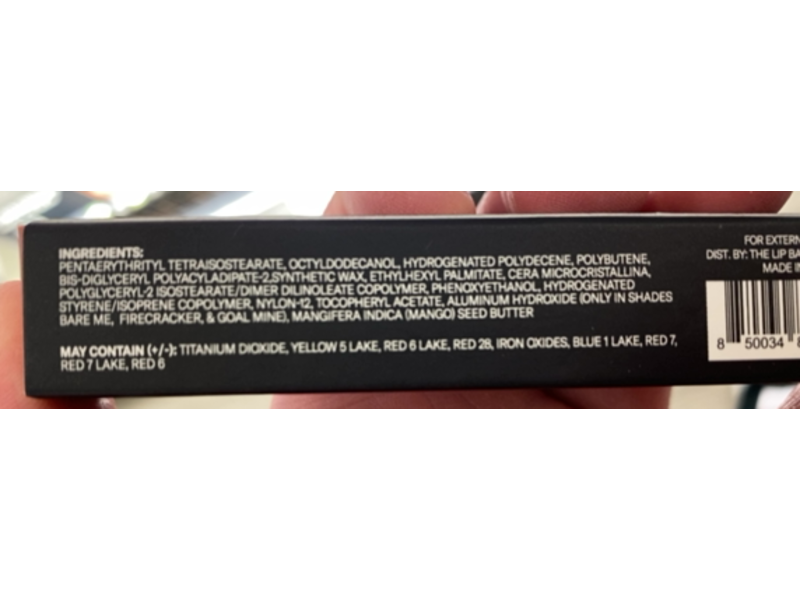 INGREDIENTS:
PENTAERYTHRITYL TETRAISOSTEARATE, OCTYLDODECANOL, HYDROGENATED POLYDECENE, POLYBUTENE,
BIS-DIGLYCERYL POLYACYLADIPATE-2,SYNTHETIC WAX, ETHYLHEXYL PALMITATE, CERA MICROCRISTALLINA,
POLYGLYCERYL-2 ISOSTEARATE/DIMER DILINOLEATE COPOLYMER, PHENOXYETHANOL, HYDROGENATED
STYRENE/ISOPRENE COPOLYMER, NYLON-12, TOCOPHERYL ACETATE, ALUMINUM HYDROXIDE (ONLY IN SHADES
BARE ME, FIRECRACKER, & GOAL MINE), MANGIFERA INDICA (MANGO) SEED BUTTER
MAY CONTAIN (+/-): TITANIUM DIOXIDE, YELLOW 5 LAKE, RED 6 LAKE, RED 28, IRON OXIDES, BLUE 1 LAKE, RED 7,
RED 7 LAKE, RED 6
FOR EXTERN
DIST. BY: THE LIP BA
MADE I
8 50034 8